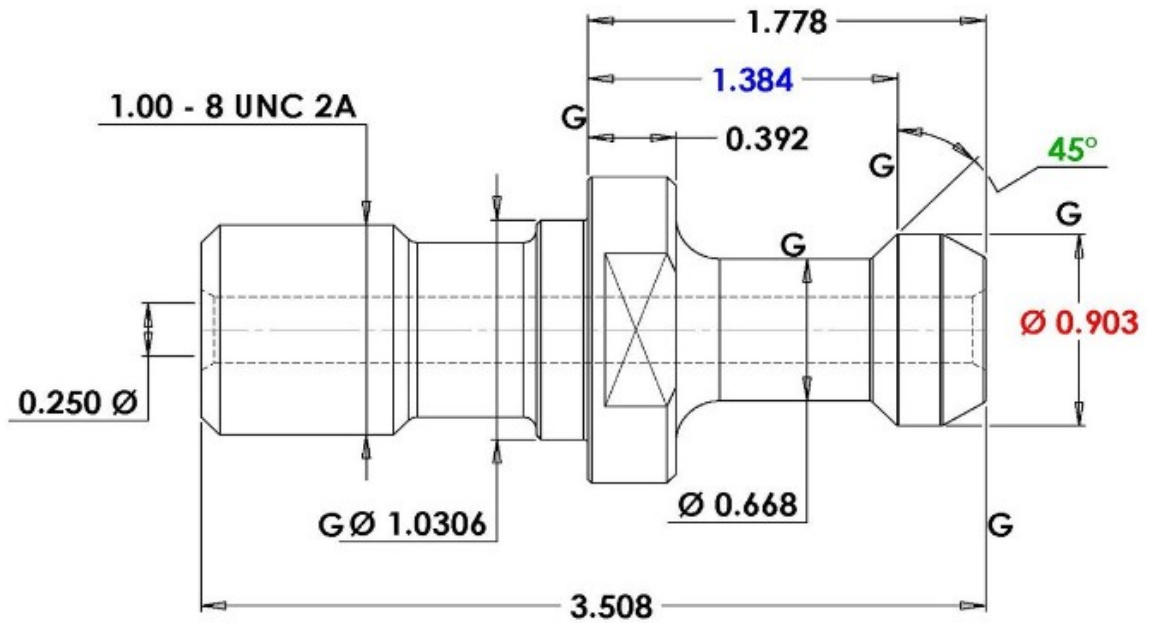 1.778
1.384
1.00 - 8 UNC 2A
G
0.392
G
45°
G
G
Ø 0.903
0.250 Ø
Ø 0.668
G Ø 1.0306
G
3.508